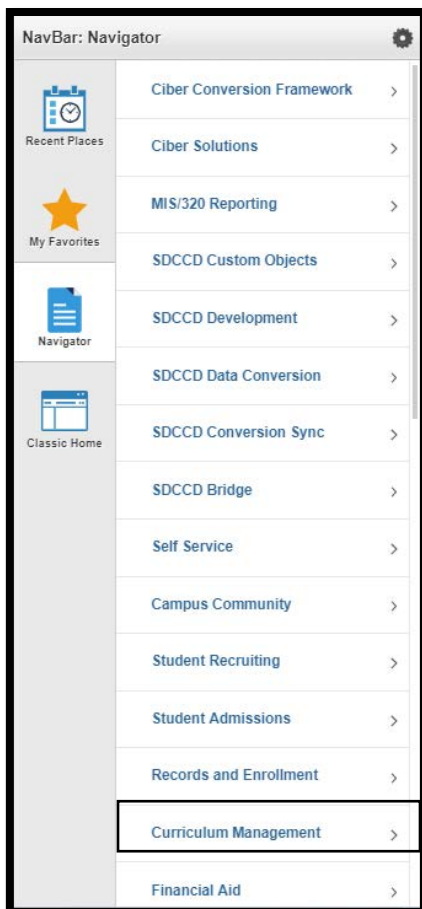 NavBar: Navigator
Recent Places
My Favorites
Navigator
Classic Home
Ciber Conversion Framework
Ciber Solutions
MIS/320 Reporting
SDCCD Custom Objects
SDCCD Development
SDCCD Data Conversion
SDCCD Conversion Sync
SDCCD Bridge
Self Service
Campus Community
Student Recruiting
Student Admissions
Records and Enrollment
Curriculum Management
Financial Aid